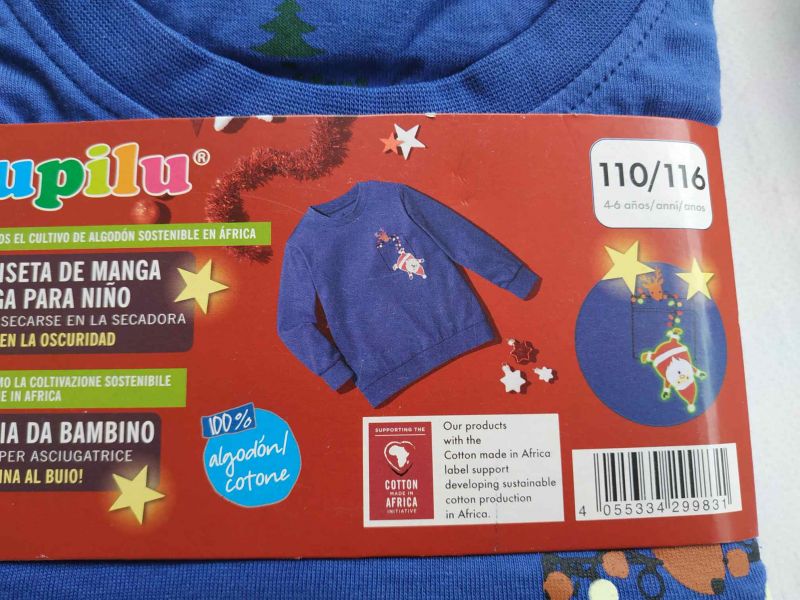 upilu®
110/116
4-6 años/anni/anos
OS EL CULTIVO DE ALGODÓN SOSTENIBLE EN ÁFRICA
ISETA DE MANGA
GA PARA NIÑO
SECARSE EN LA SECADORA
EN LA OSCURIDAD
MO LA COLTIVAZIONE SOSTENIBILE
E IN AFRICA
IA DA BAMBINO
PER ASCIUGATRICE
INA AL BUIO!
100%
algodón/
cotone
SUPPORTING THE
COTTON
MADE IN
AFRICA
INITIATIVE
Our products
with the
Cotton made in Africa
label support
developing sustainable
cotton production
in Africa.
4 055334 299831